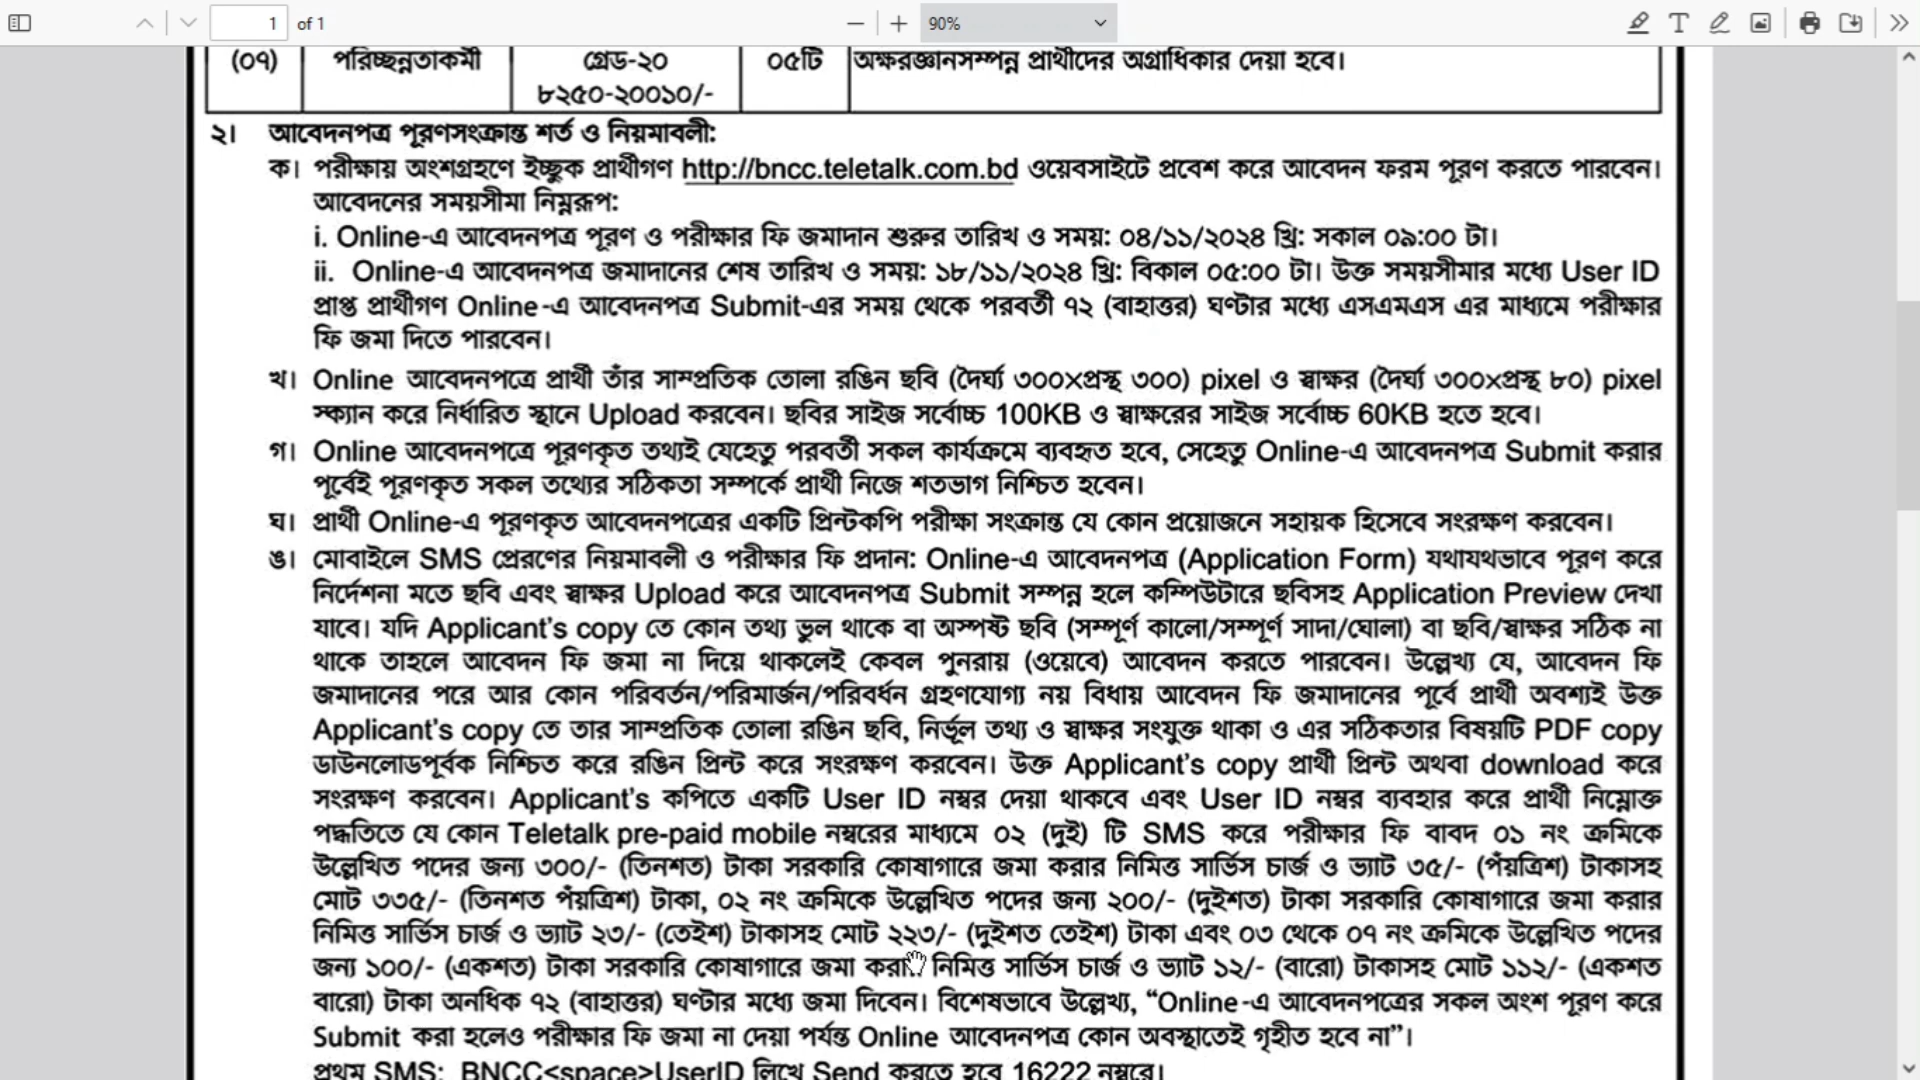 1 of 1 90%
(০৭) পরিচ্ছন্নতাকর্মী গ্রেড-২০ ০৫টি অক্ষরজ্ঞানসম্পন্ন প্রার্থীদের অগ্রাধিকার দেয়া হবে।
৮২৫০-২০০১০/-
২। আবেদনপত্র পূরণসংক্রান্ত শর্ত ও নিয়মাবলী:
ক। পরীক্ষায় অংশগ্রহণে ইচ্ছুক প্রার্থীগণ http://bncc.teletalk.com.bd ওয়েবসাইটে প্রবেশ করে আবেদন ফরম পূরণ করতে পারবেন।
আবেদনের সময়সীমা নিম্নরূপ:
i. Online-এ আবেদনপত্র পূরণ ও পরীক্ষার ফি জমাদান শুরুর তারিখ ও সময়: ০৪/১১/২০২৪ খ্রি: সকাল ০৯:০০ টা।
ii. Online-এ আবেদনপত্র জমাদানের শেষ তারিখ ও সময়: ১৮/১১/২০২৪ খ্রি: বিকাল ০৫:০০ টা। উক্ত সময়সীমার মধ্যে User ID
প্রাপ্ত প্রার্থীগণ Online-এ আবেদনপত্র Submit-এর সময় থেকে পরবর্তী ৭২ (বাহাত্তর) ঘণ্টার মধ্যে এসএমএস এর মাধ্যমে পরীক্ষার
ফি জমা দিতে পারবেন।
খ। Online আবেদনপত্রে প্রার্থী তাঁর সাম্প্রতিক তোলা রঙিন ছবি (দৈর্ঘ্য ৩০০×প্রস্থ ৩০০) pixel ও স্বাক্ষর (দৈর্ঘ্য ৩০০×প্রস্থ ৮০) pixel
স্ক্যান করে নির্ধারিত স্থানে Upload করবেন। ছবির সাইজ সর্বোচ্চ 100KB ও স্বাক্ষরের সাইজ সর্বোচ্চ 60KB হতে হবে।
গ। Online আবেদনপত্রে পূরণকৃত তথ্যই যেহেতু পরবর্তী সকল কার্যক্রমে ব্যবহৃত হবে, সেহেতু Online-এ আবেদনপত্র Submit করার
পূর্বেই পূরণকৃত সকল তথ্যের সঠিকতা সম্পর্কে প্রার্থী নিজে শতভাগ নিশ্চিত হবেন।
ঘ। প্রার্থী Online-এ পূরণকৃত আবেদনপত্রের একটি প্রিন্টকপি পরীক্ষা সংক্রান্ত যে কোন প্রয়োজনে সহায়ক হিসেবে সংরক্ষণ করবেন।
ঙ। মোবাইলে SMS প্রেরণের নিয়মাবলী ও পরীক্ষার ফি প্রদান: Online-এ আবেদনপত্র (Application Form) যথাযথভাবে পূরণ করে
নির্দেশনা মতে ছবি এবং স্বাক্ষর Upload করে আবেদনপত্র Submit সম্পন্ন হলে কম্পিউটারে ছবিসহ Application Preview দেখা
যাবে। যদি Applicant's copy তে কোন তথ্য ভুল থাকে বা অস্পষ্ট ছবি (সম্পূর্ণ কালো/সম্পূর্ণ সাদা/ঘোলা) বা ছবি/স্বাক্ষর সঠিক না
থাকে তাহলে আবেদন ফি জমা না দিয়ে থাকলেই কেবল পুনরায় (ওয়েবে) আবেদন করতে পারবেন। উল্লেখ্য যে, আবেদন ফি
জমাদানের পরে আর কোন পরিবর্তন/পরিমার্জন/পরিবর্ধন গ্রহণযোগ্য নয় বিধায় আবেদন ফি জমাদানের পূর্বে প্রার্থী অবশ্যই উক্ত
Applicant's copy তে তার সাম্প্রতিক তোলা রঙিন ছবি, নির্ভুল তথ্য ও স্বাক্ষর সংযুক্ত থাকা ও এর সঠিকতার বিষয়টি PDF copy
ডাউনলোডপূর্বক নিশ্চিত করে রঙিন প্রিন্ট করে সংরক্ষণ করবেন। উক্ত Applicant's copy প্রার্থী প্রিন্ট অথবা download করে
সংরক্ষণ করবেন। Applicant's কপিতে একটি User ID নম্বর দেয়া থাকবে এবং User ID নম্বর ব্যবহার করে প্রার্থী নিম্নোক্ত
পদ্ধতিতে যে কোন Teletalk pre-paid mobile নম্বরের মাধ্যমে ০২ (দুই) টি SMS করে পরীক্ষার ফি বাবদ ০১ নং ক্রমিকে
উল্লেখিত পদের জন্য ৩০০/- (তিনশত) টাকা সরকারি কোষাগারে জমা করার নিমিত্ত সার্ভিস চার্জ ও ভ্যাট ৩৫/- (পঁয়ত্রিশ) টাকাসহ
মোট ৩৩৫/- (তিনশত পঁয়ত্রিশ) টাকা, ০২ নং ক্রমিকে উল্লেখিত পদের জন্য ২০০/- (দুইশত) টাকা সরকারি কোষাগারে জমা করার
নিমিত্ত সার্ভিস চার্জ ও ভ্যাট ২৩/- (তেইশ) টাকাসহ মোট ২২৩/- (দুইশত তেইশ) টাকা এবং ০৩ থেকে ০৭ নং ক্রমিকে উল্লেখিত পদের
জন্য ১০০/- (একশত) টাকা সরকারি কোষাগারে জমা করার নিমিত্ত সার্ভিস চার্জ ও ভ্যাট ১২/- (বারো) টাকাসহ মোট ১১২/- (একশত
বারো) টাকা অনধিক ৭২ (বাহাত্তর) ঘণ্টার মধ্যে জমা দিবেন। বিশেষভাবে উল্লেখ্য, “Online-এ আবেদনপত্রের সকল অংশ পূরণ করে
Submit করা হলেও পরীক্ষার ফি জমা না দেয়া পর্যন্ত Online আবেদনপত্র কোন অবস্থাতেই গৃহীত হবে না”।
প্রথম SMS: BNCC<space>UserID লিখে Send করতে হবে 16222 নম্বরে।